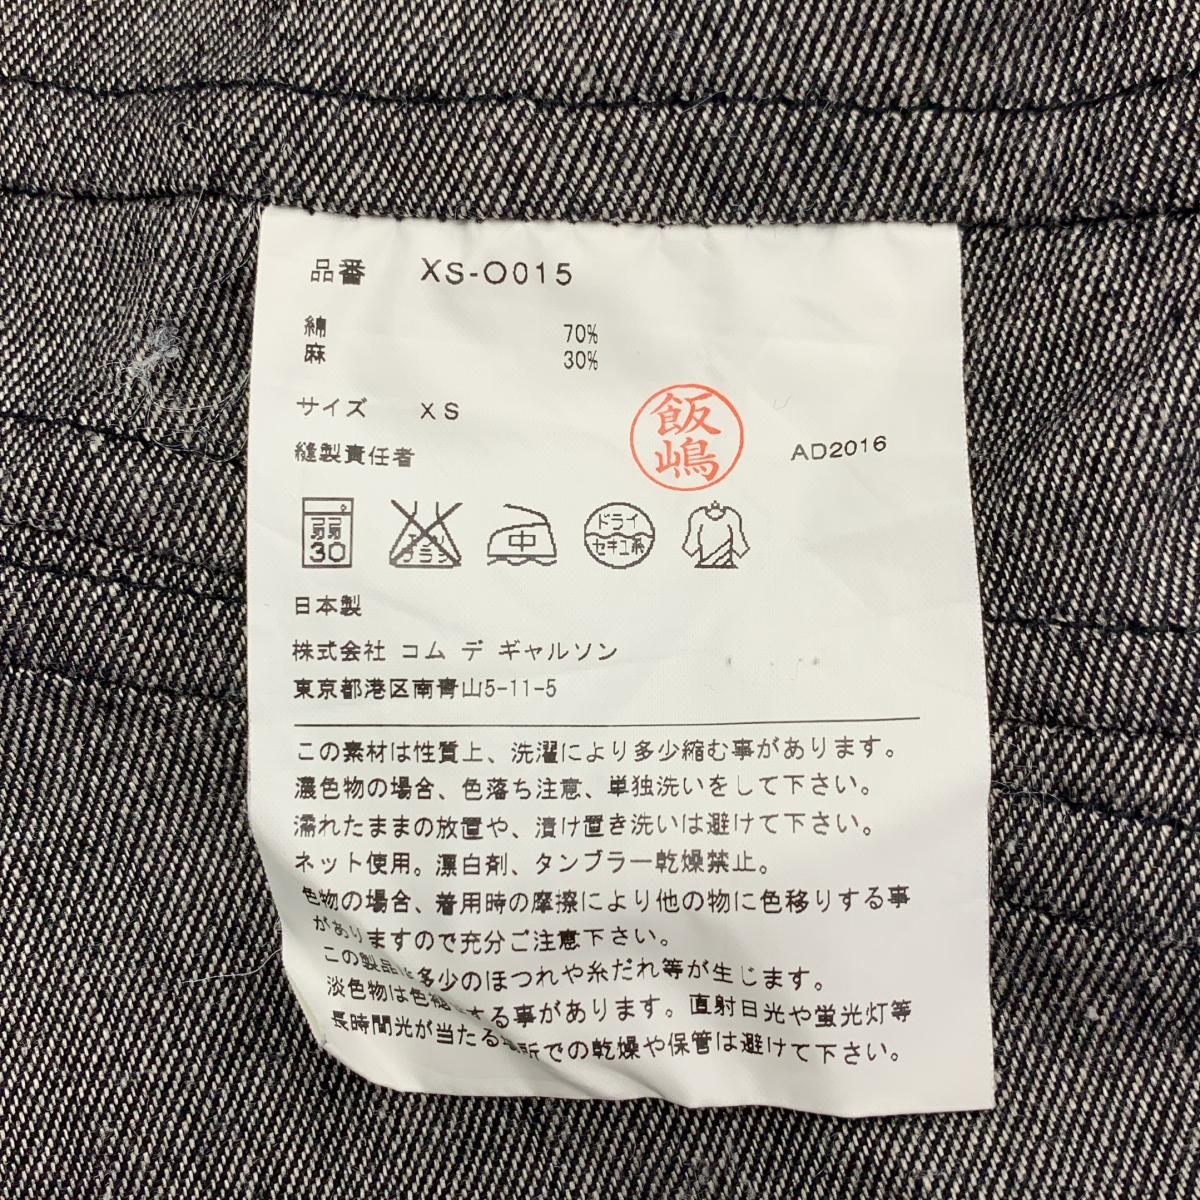 品番 XS-O015
綿 70%
麻 30%
サイズ XS
縫製責任者
飯嶋
AD2016
弱
30
エンソ
ブラン
中
ドライ
セキユ系
日本製
株式会社 コム デ ギャルソン
東京都港区南青山5-11-5
この素材は性質上、洗濯により多少縮む事があります。
濃色物の場合、色落ち注意、単独洗いをして下さい。
濡れたままの放置や、漬け置き洗いは避けて下さい。
ネット使用。漂白剤、タンブラー乾燥禁止。
色物の場合、着用時の摩擦により他の物に色移りする事
がありますので充分ご注意下さい。
この製品は多少のほつれや糸だれ等が生じます。
淡色物は色褪する事があります。直射日光や蛍光灯等
長時間光が当たる場所での乾燥や保管は避けて下さい。